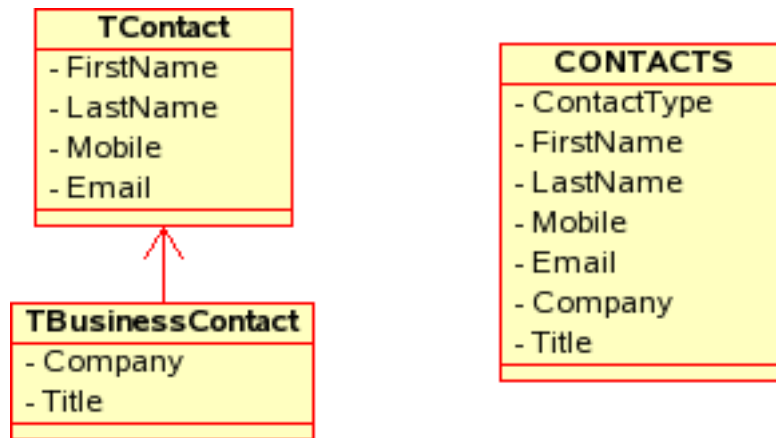 TContact
- FirstName
- LastName
- Mobile
- Email
TBusinessContact
- Company
- Title
CONTACTS
- ContactType
- FirstName
- LastName
- Mobile
- Email
- Company
- Title